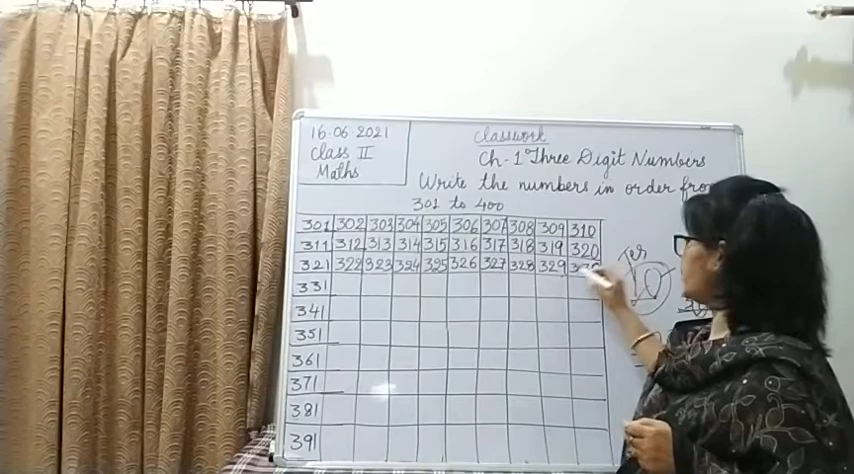 16.06.2021
Class II
Maths
Classwork
Ch-1 Three Digit Numbers
Write the numbers in order from
301 to 400
301 302 303 304 305 306 307 308 309 310
311 312 313 314 315 316 317 318 319 320
321 322 323 324 325 326 327 328 329
331
341
351
361
371
381
391
10